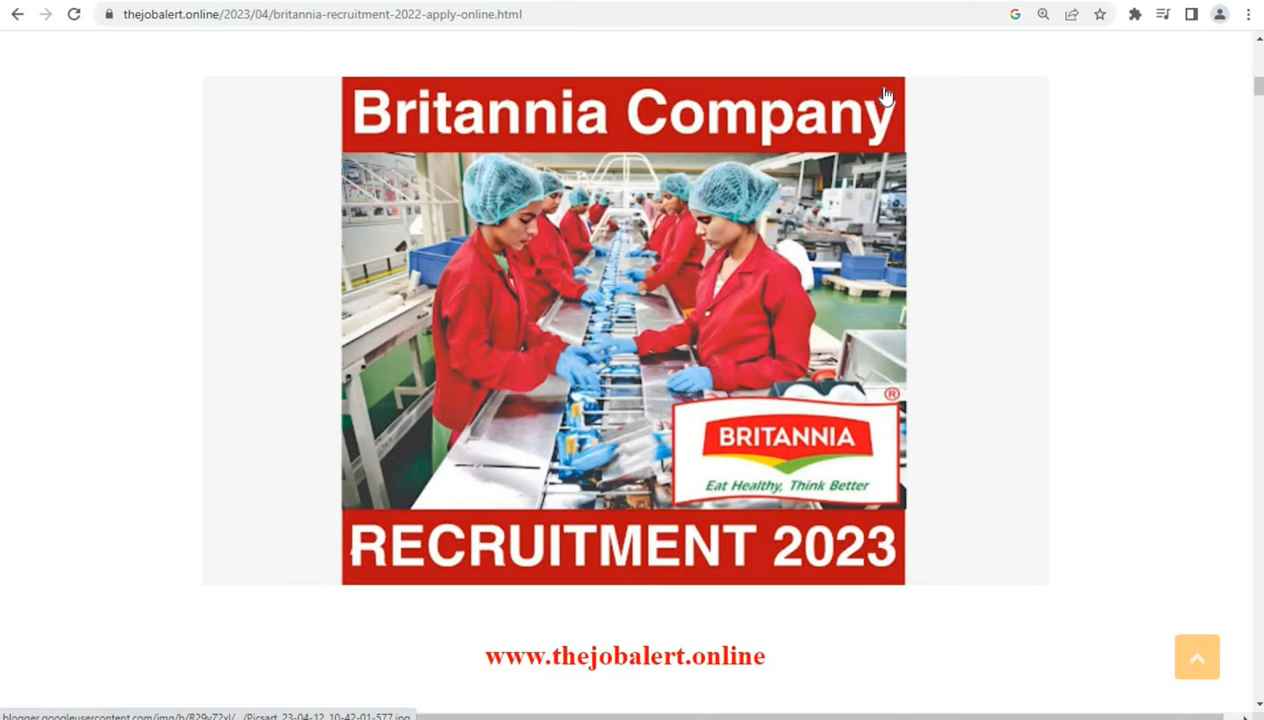 thejobalert.online/2023/04/britannia-recruitment-2022-apply-online.html
Britannia Company
®
BRITANNIA
Eat Healthy, Think Better
RECRUITMENT 2023
www.thejobalert.online